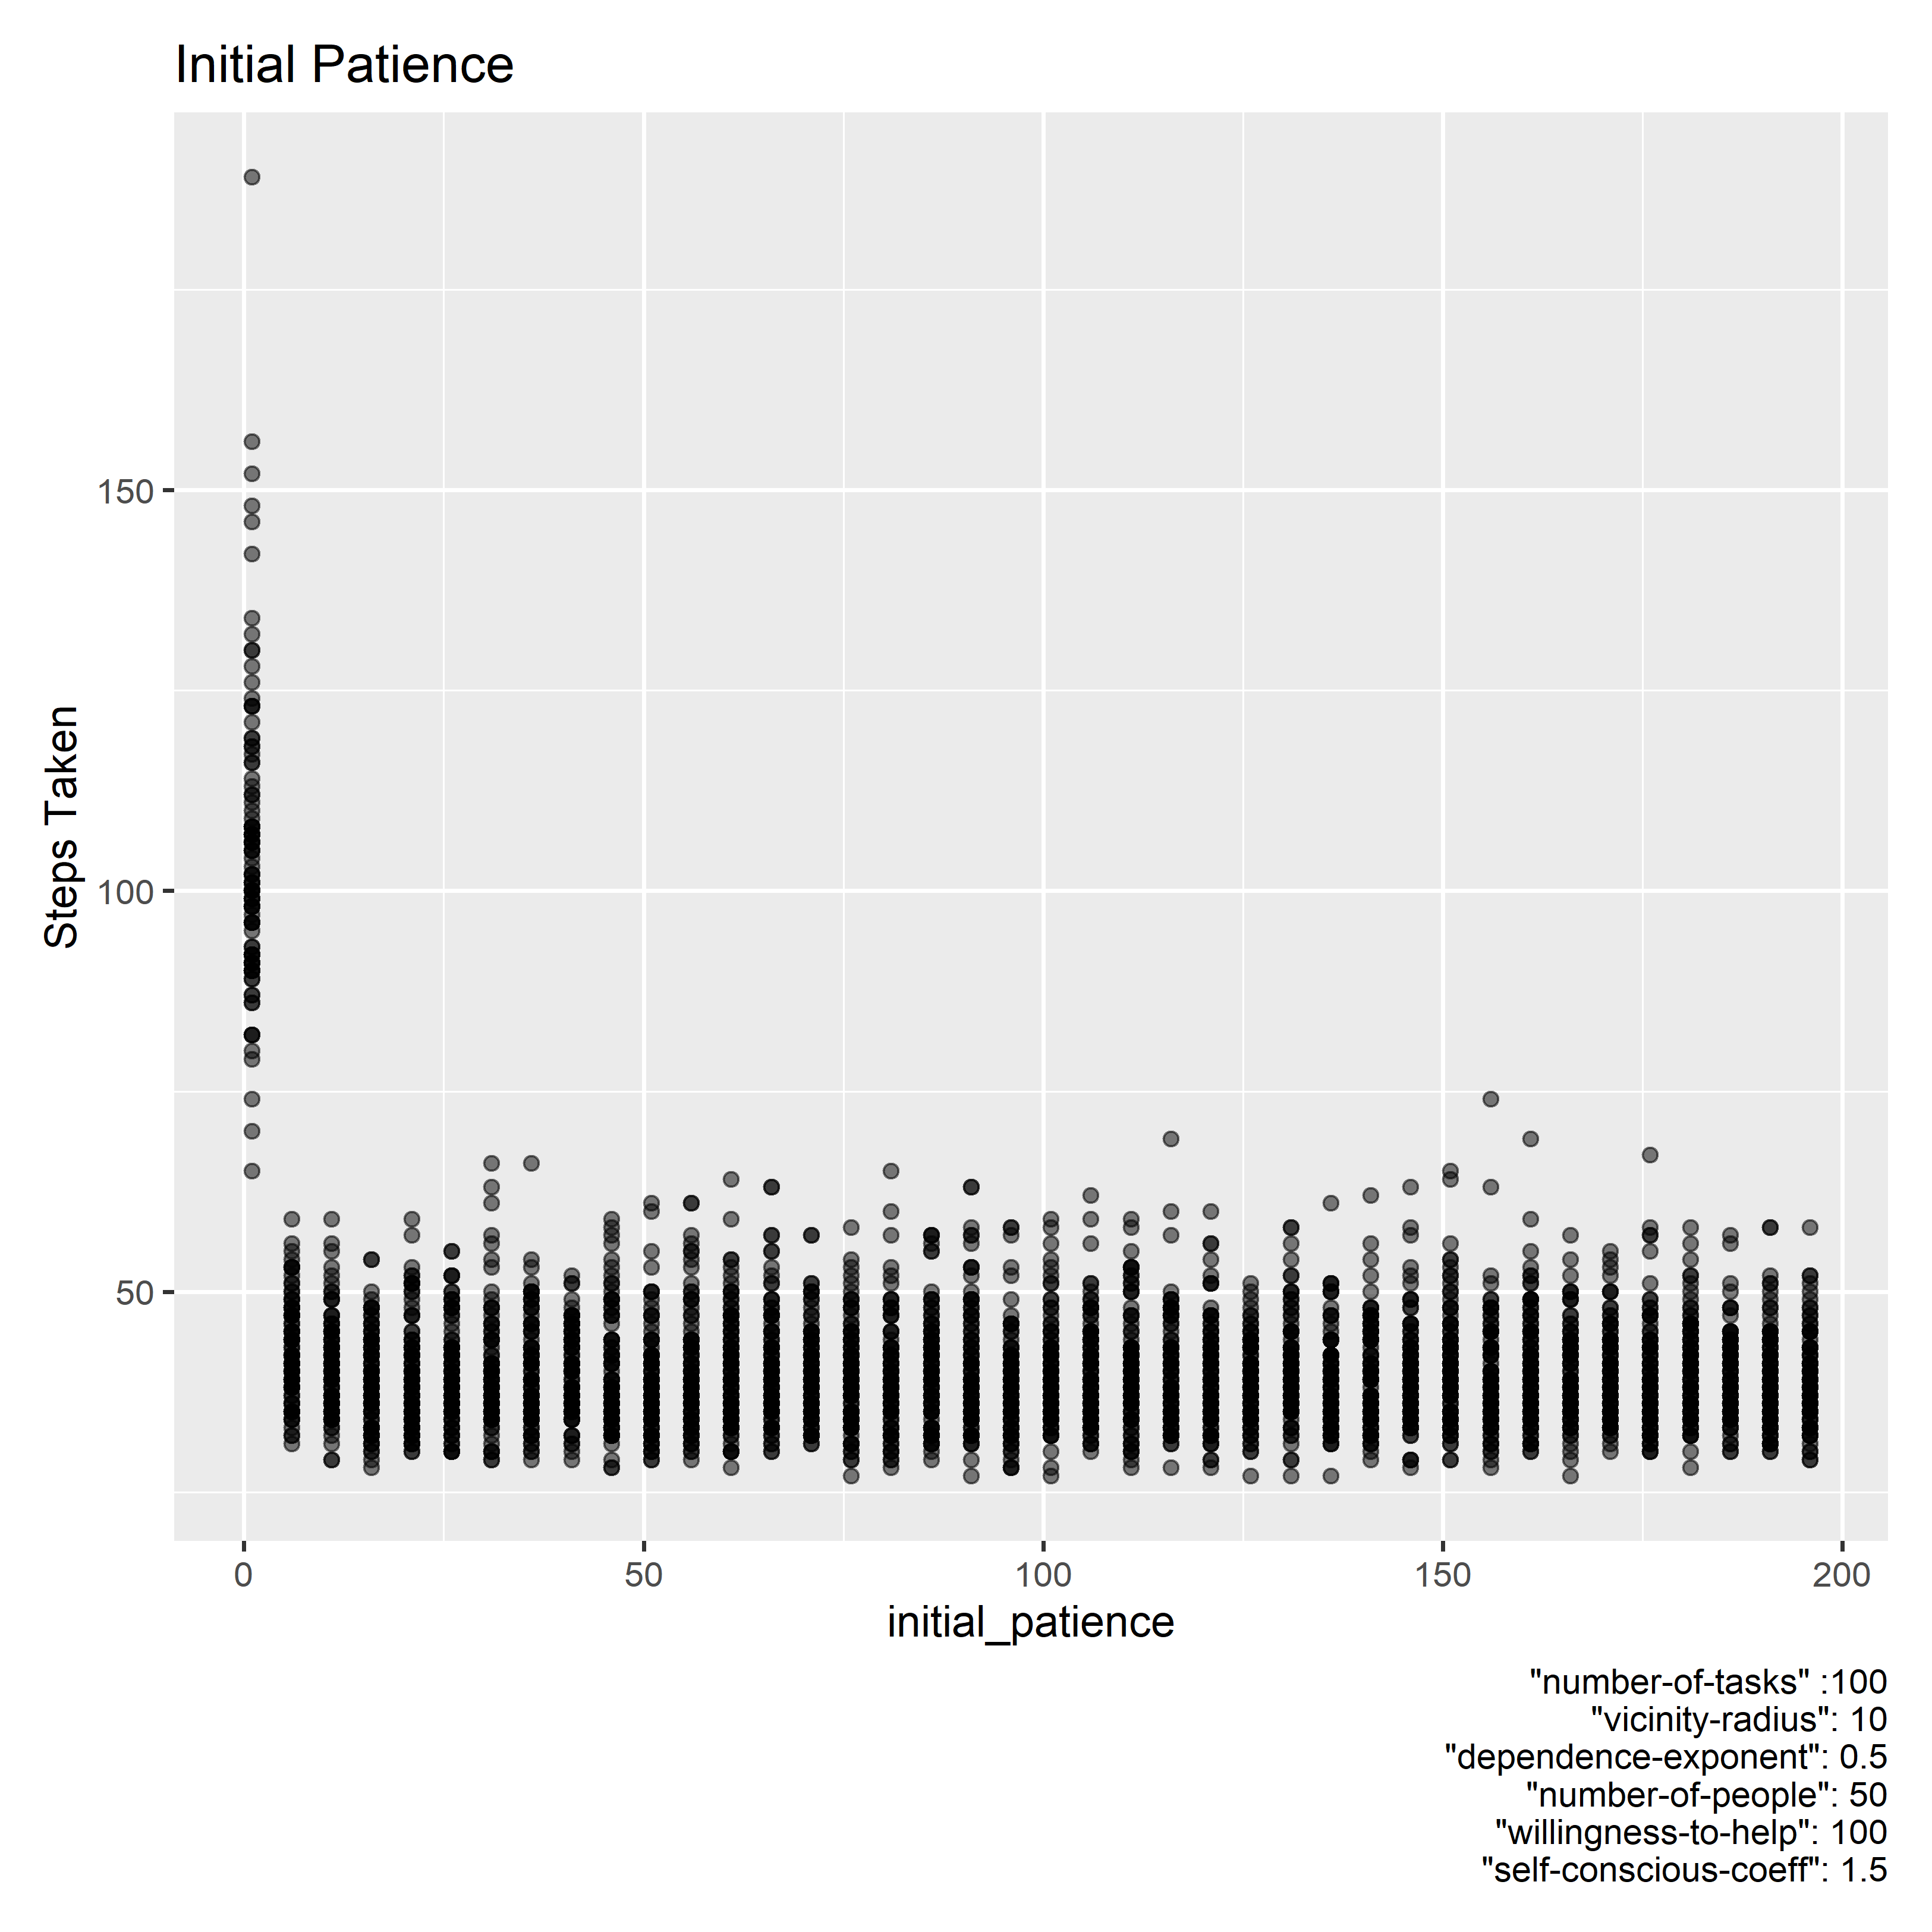 Initial Patience
Steps Taken
150
100
50
0 50 100 150 200
initial_patience
"number-of-tasks" :100
"vicinity-radius": 10
"dependence-exponent": 0.5
"number-of-people": 50
"willingness-to-help": 100
"self-conscious-coeff": 1.5